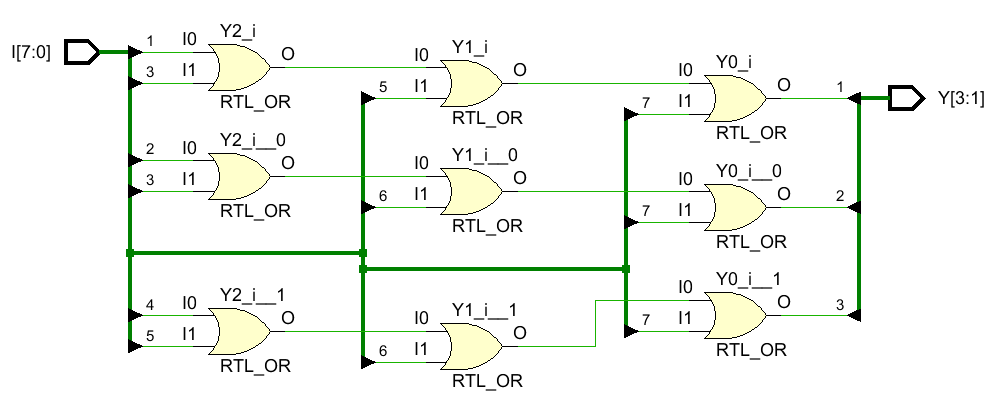 I[7:0]
1
3
I0
I1
Y2_i
O
RTL_OR
5
I0
I1
Y1_i
O
RTL_OR
7
I0
I1
Y0_i
O
RTL_OR
1
Y[3:1]
2
3
I0
I1
Y2_i__0
O
RTL_OR
6
I0
I1
Y1_i__0
O
RTL_OR
7
I0
I1
Y0_i__0
O
RTL_OR
2
4
5
I0
I1
Y2_i__1
O
RTL_OR
6
I0
I1
Y1_i__1
O
RTL_OR
7
I0
I1
Y0_i__1
O
RTL_OR
3